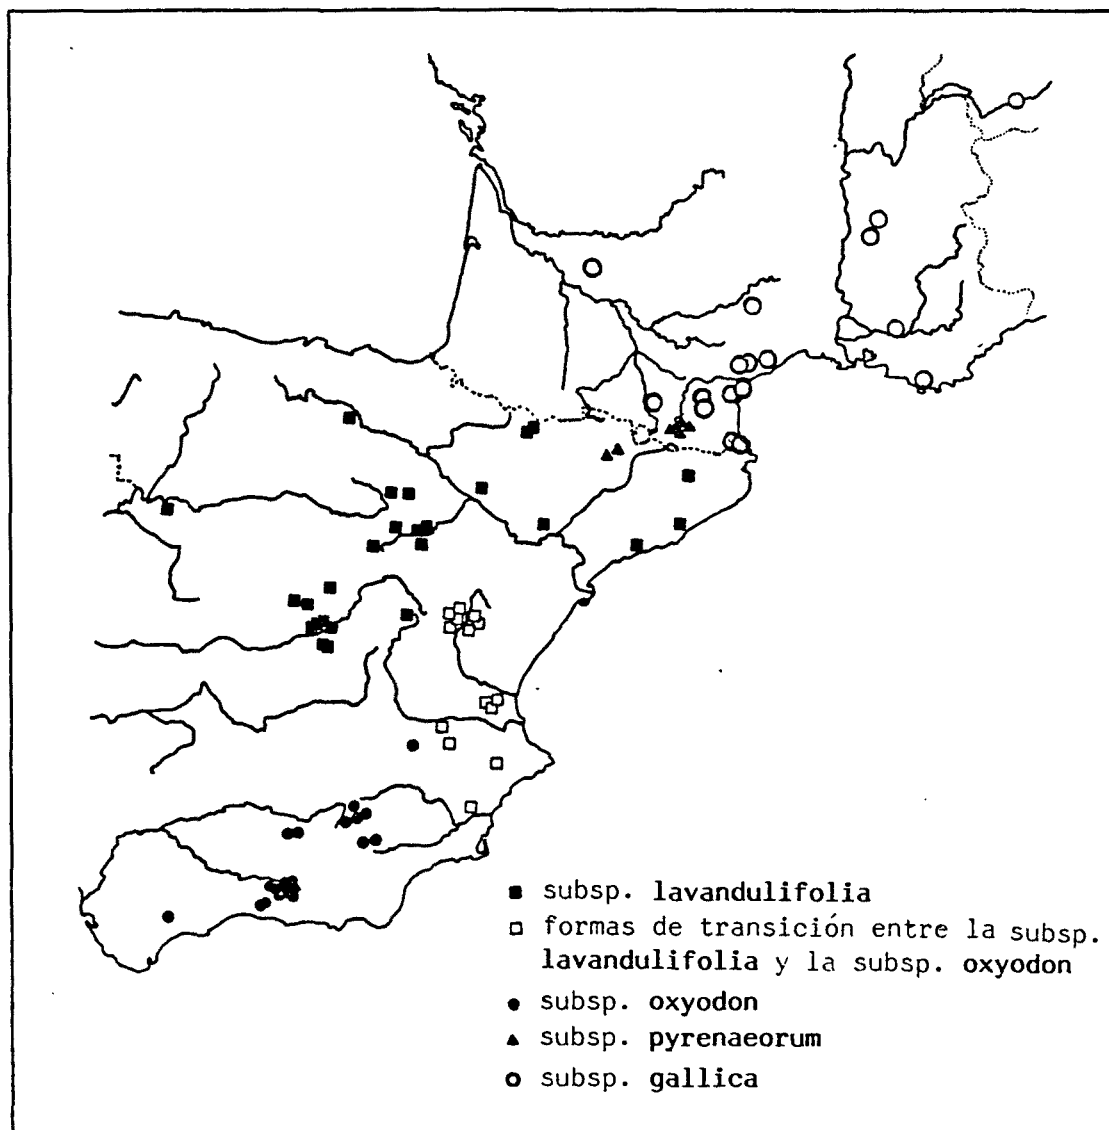 subsp. lavandulifolia
formas de transición entre la subsp.
lavandulifolia y la subsp. oxyodon
subsp. oxyodon
subsp. pyrenaeorum
subsp. gallica